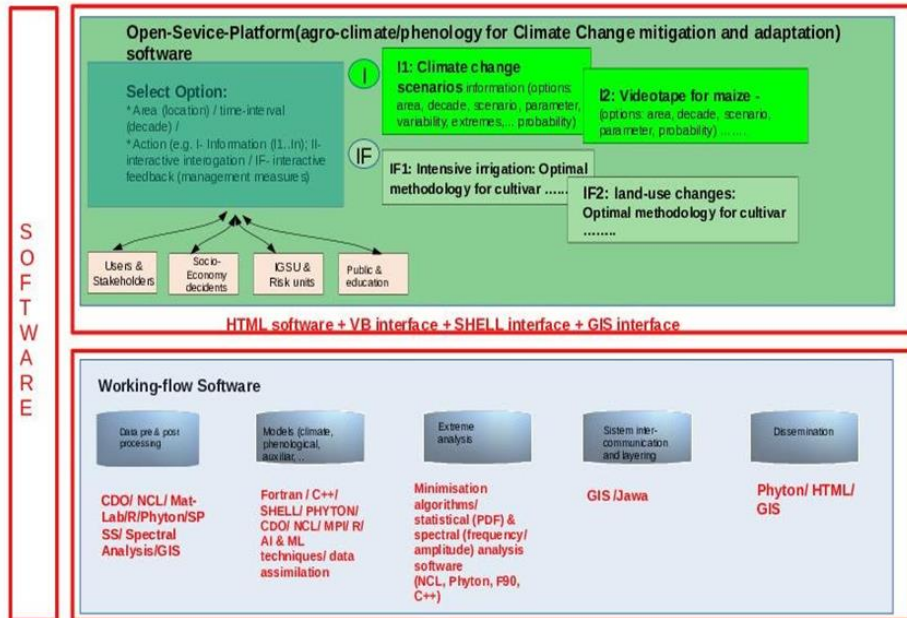 SOFTWARE
Open-Sevice-Platform(agro-climate/phenology for Climate Change mitigation and adaptation)
software
Select Option:
*Area (location) / time-interval
(decade) /
*Action (e.g. I- Information (I1..In); II-
interactive interogation / IF- interactive
feedback (management measures)
I
I1: Climate change
scenarios information (options:
area, decade, scenario, parameter,
variability, extremes,... probability)
I2: Videotape for maize -
(options: area, decade, scenario,
parameter, probability) .......
IF
IF1: Intensive irrigation: Optimal
methodology for cultivar ......
IF2: land-use changes:
Optimal methodology for cultivar
........
Users &
Stakeholders
Socio-
Economy
decidents
IGSU &
Risk units
Public &
education
HTML software + VB interface + SHELL interface + GIS interface
Working-flow Software
Data pre & post
processing
CDO/ NCL/ Mat-
Lab/R/Phyton/SP
SS/ Spectral
Analysis/GIS
Models (climate,
phenological,
auxiliar, ..
Fortran / C++/
SHELL/ PHYTON/
CDO/ NCL/ MPI/ R/
AI & ML
techniques/ data
assimilation
Extreme
analysis
Minimisation
algorithms/
statistical (PDF) &
spectral (frequency/
amplitude) analysis
software
(NCL, Phyton, F90,
C++)
Sistem inter-
communication
and layering
GIS /Jawa
Dissemination
Phyton/ HTML/
GIS